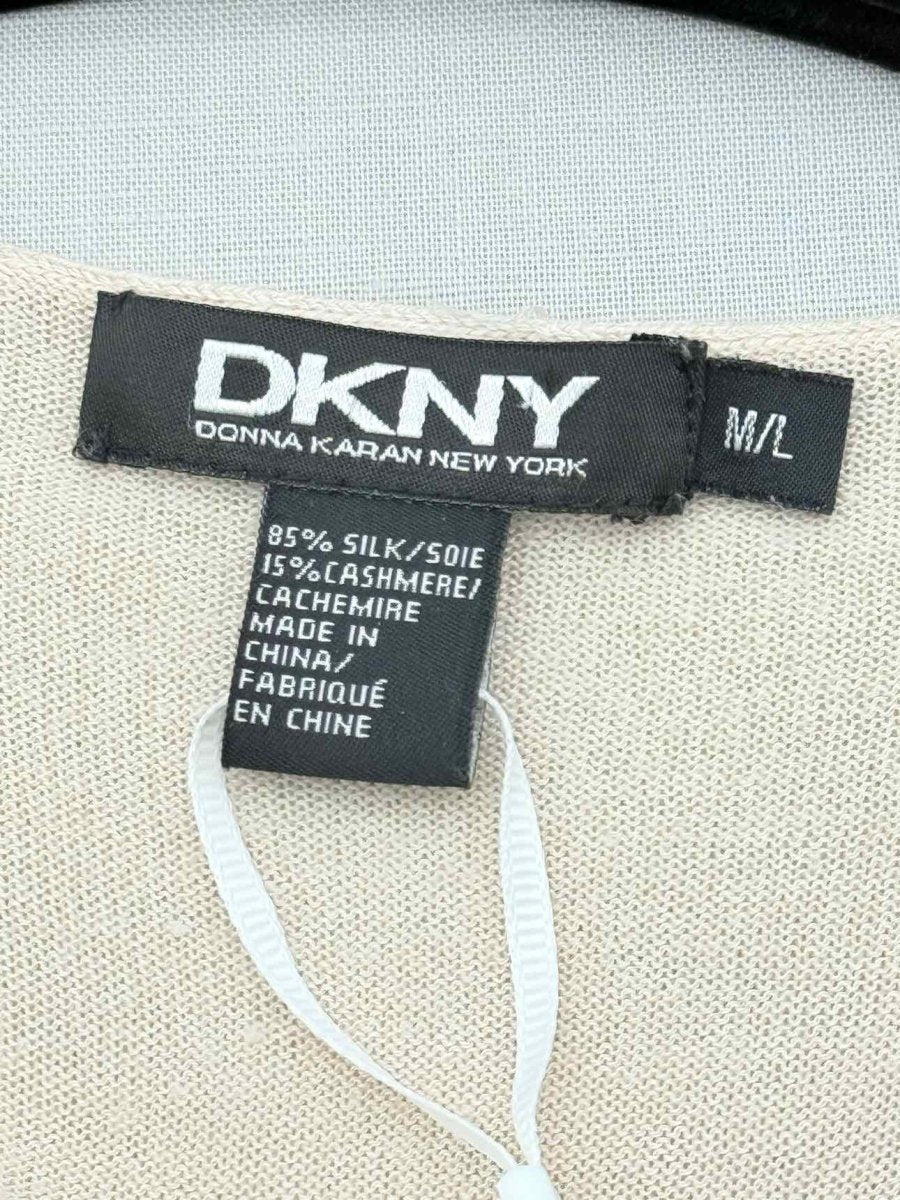 DKNY
DONNA KARAN NEW YORK
M/L
85% SILK/SOIE
15%CASHMERE/
CACHEMIRE
MADE IN
CHINA/
FABRIQUÉ
EN CHINE